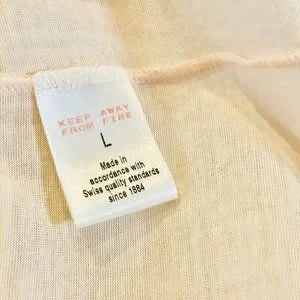 KEEP AWAY
FROM FIRE
L
Made in
accordance with
Swiss quality standards
since 1884